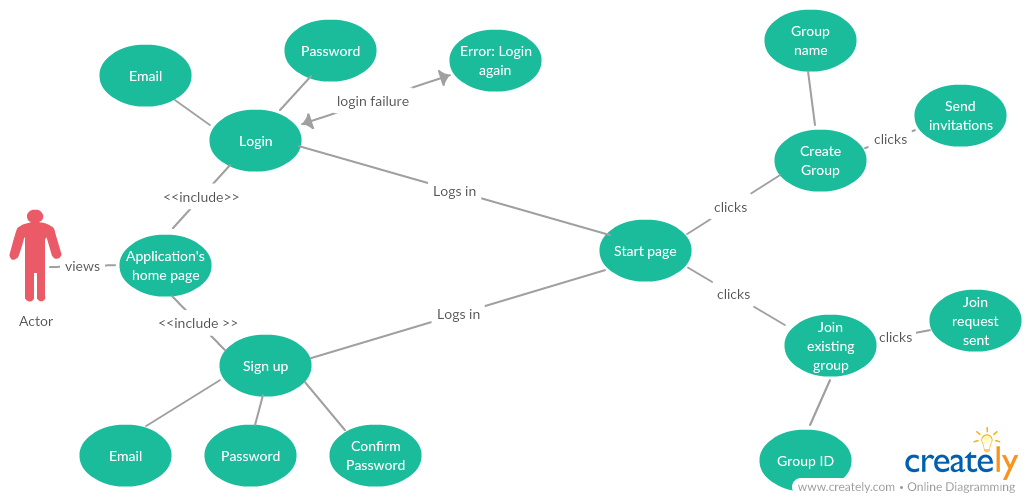 Group
name
Password
Error: Login
again
Email
login failure
Send
invitations
clicks
Login
Create
Group
<<include>>
Logs in
clicks
Application's
home page
views
Start page
clicks
Actor
<<include >>
Logs in
Join
request
sent
Join
existing
group
clicks
Sign up
Email
Password
Confirm
Password
Group ID
creately
www.creately.com • Online Diagramming